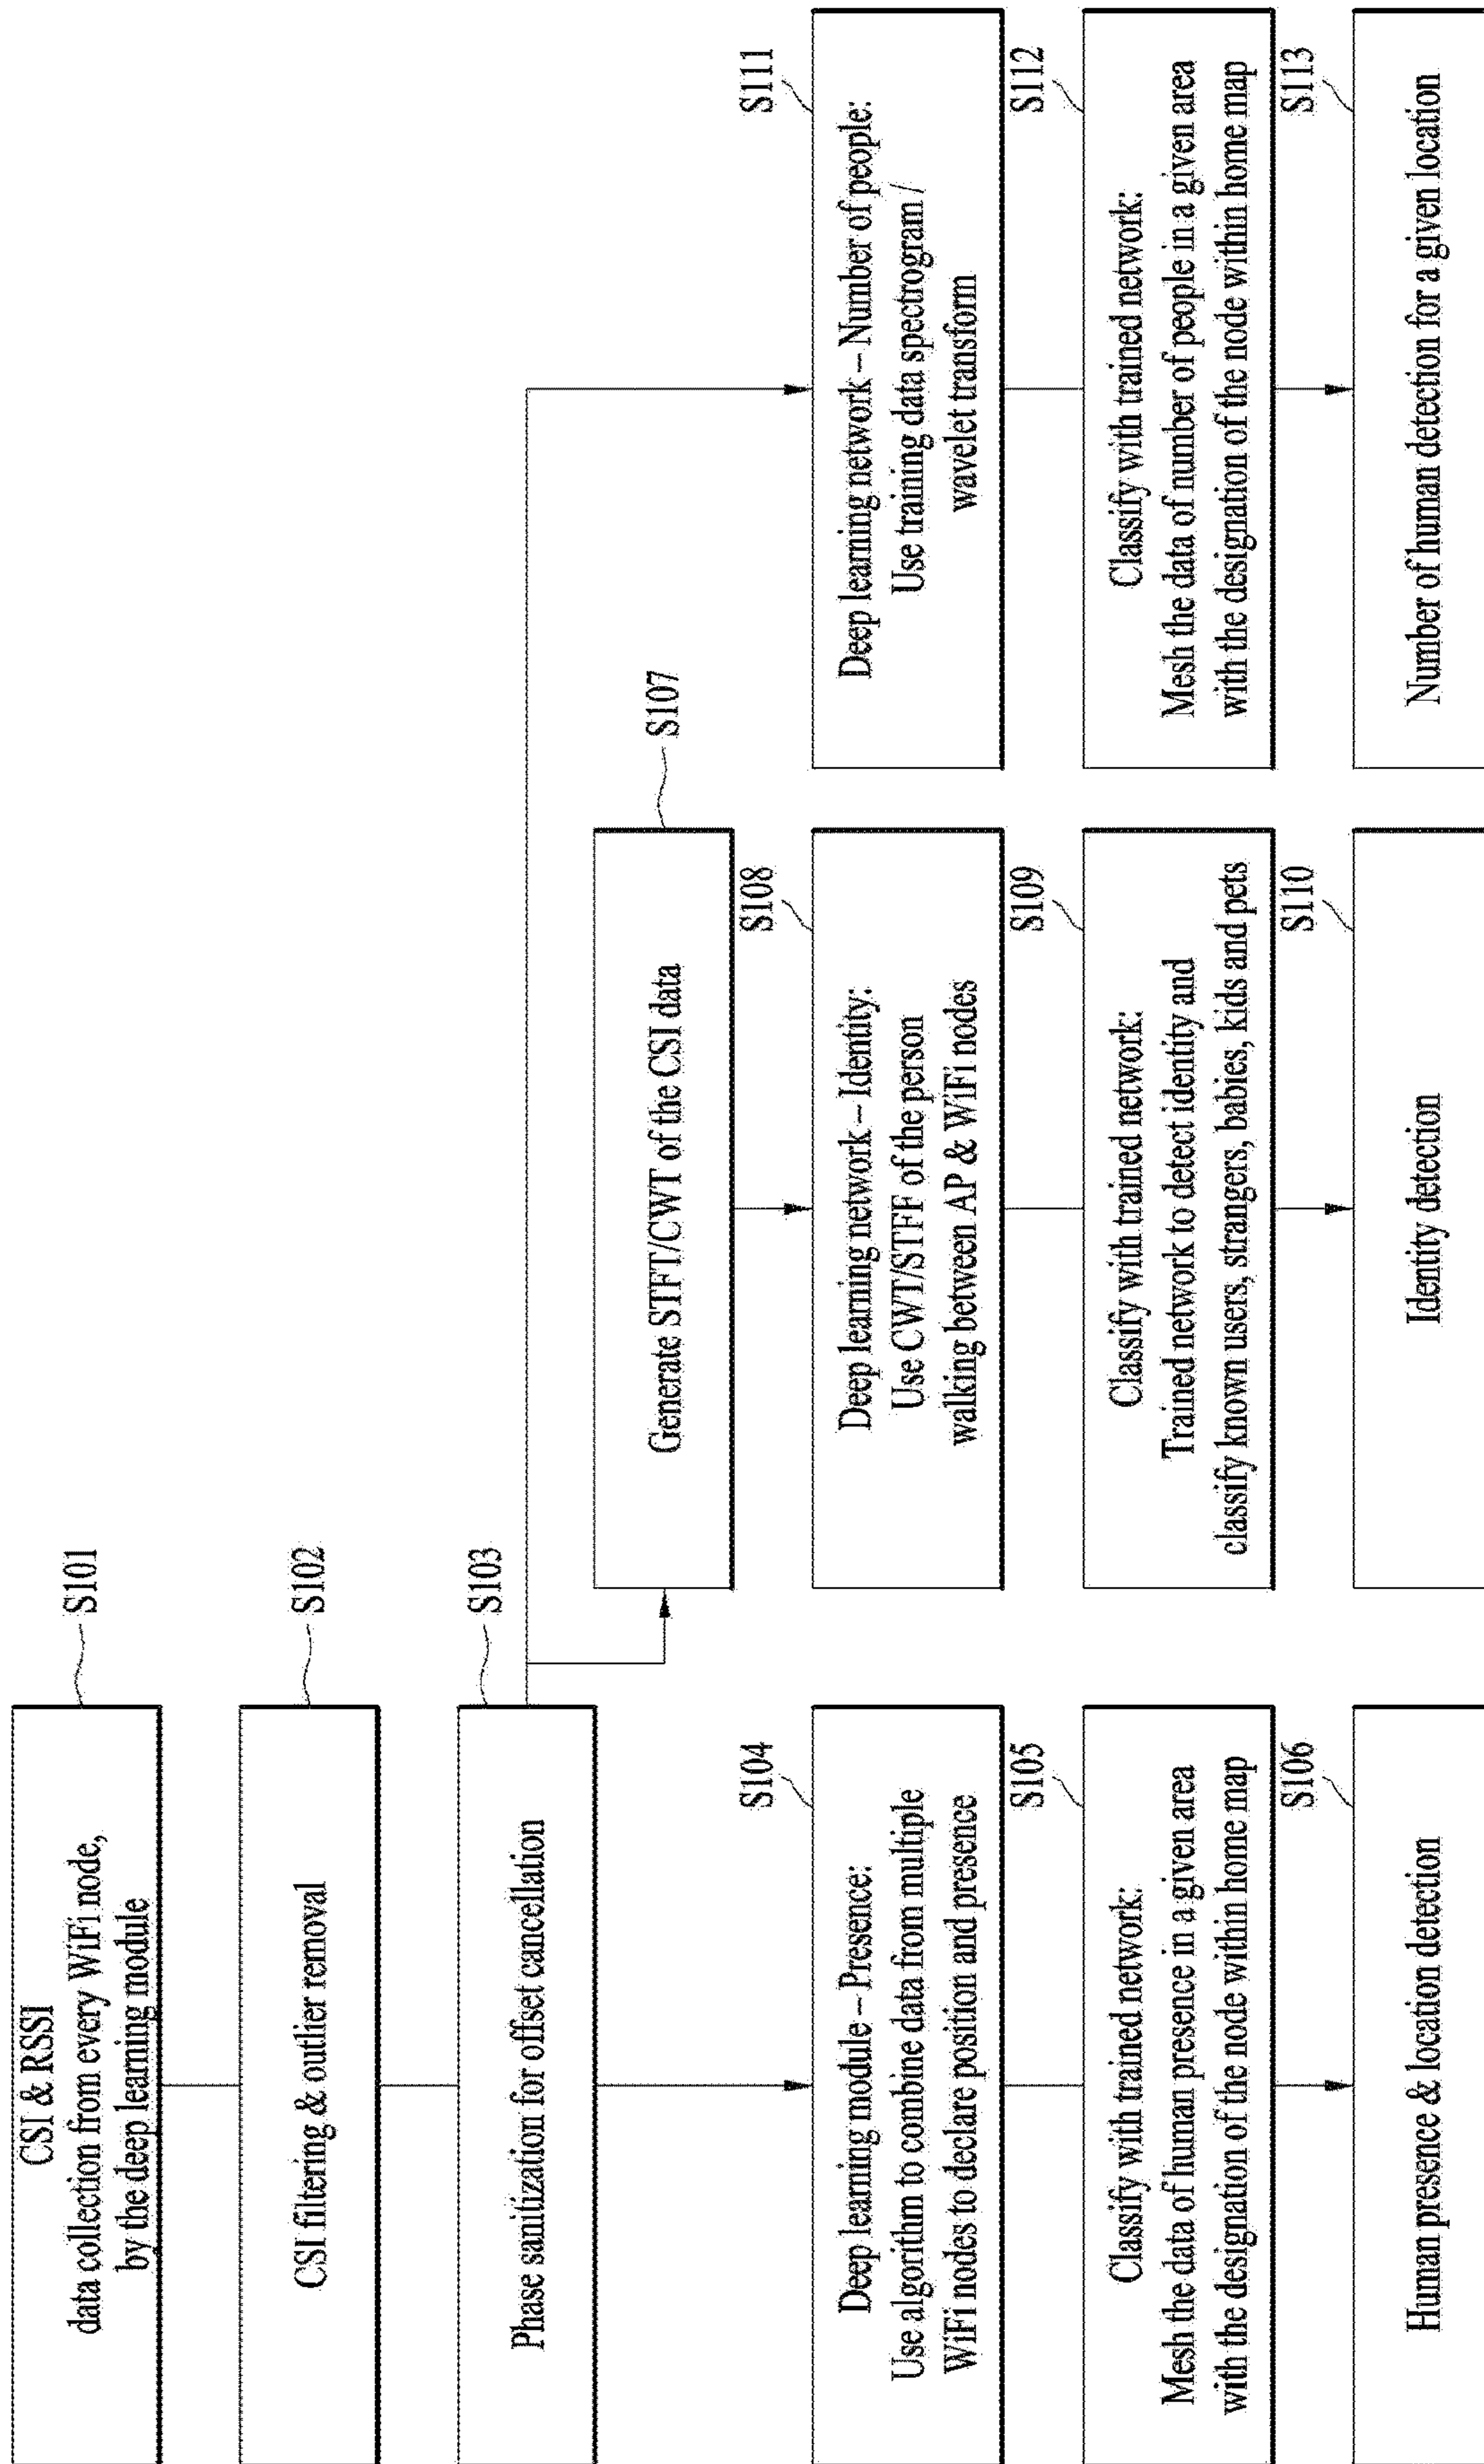 CSI & RSSI
data collection from every WiFi node,
by the deep learning module
S101
CSI filtering & outlier removal
S102
Phase sanitization for offset cancellation
S103
S104
Deep learning module – Presence:
Use algorithm to combine data from multiple
WiFi nodes to declare position and presence
S105
Classify with trained network:
Mesh the data of human presence in a given area
with the designation of the node within home map
S106
Human presence & location detection
Generate STFT/CWT of the CSI data
S107
S108
Deep learning network – Identity:
Use CWT/STFF of the person
walking between AP & WiFi nodes
S109
Classify with trained network:
Trained network to detect identity and
classify known users, strangers, babies, kids and pets
S110
Identity detection
S111
Deep learning network – Number of people:
Use training data spectrogram /
wavelet transform
S112
Classify with trained network:
Mesh the data of number of people in a given area
with the designation of the node within home map
S113
Number of human detection for a given location